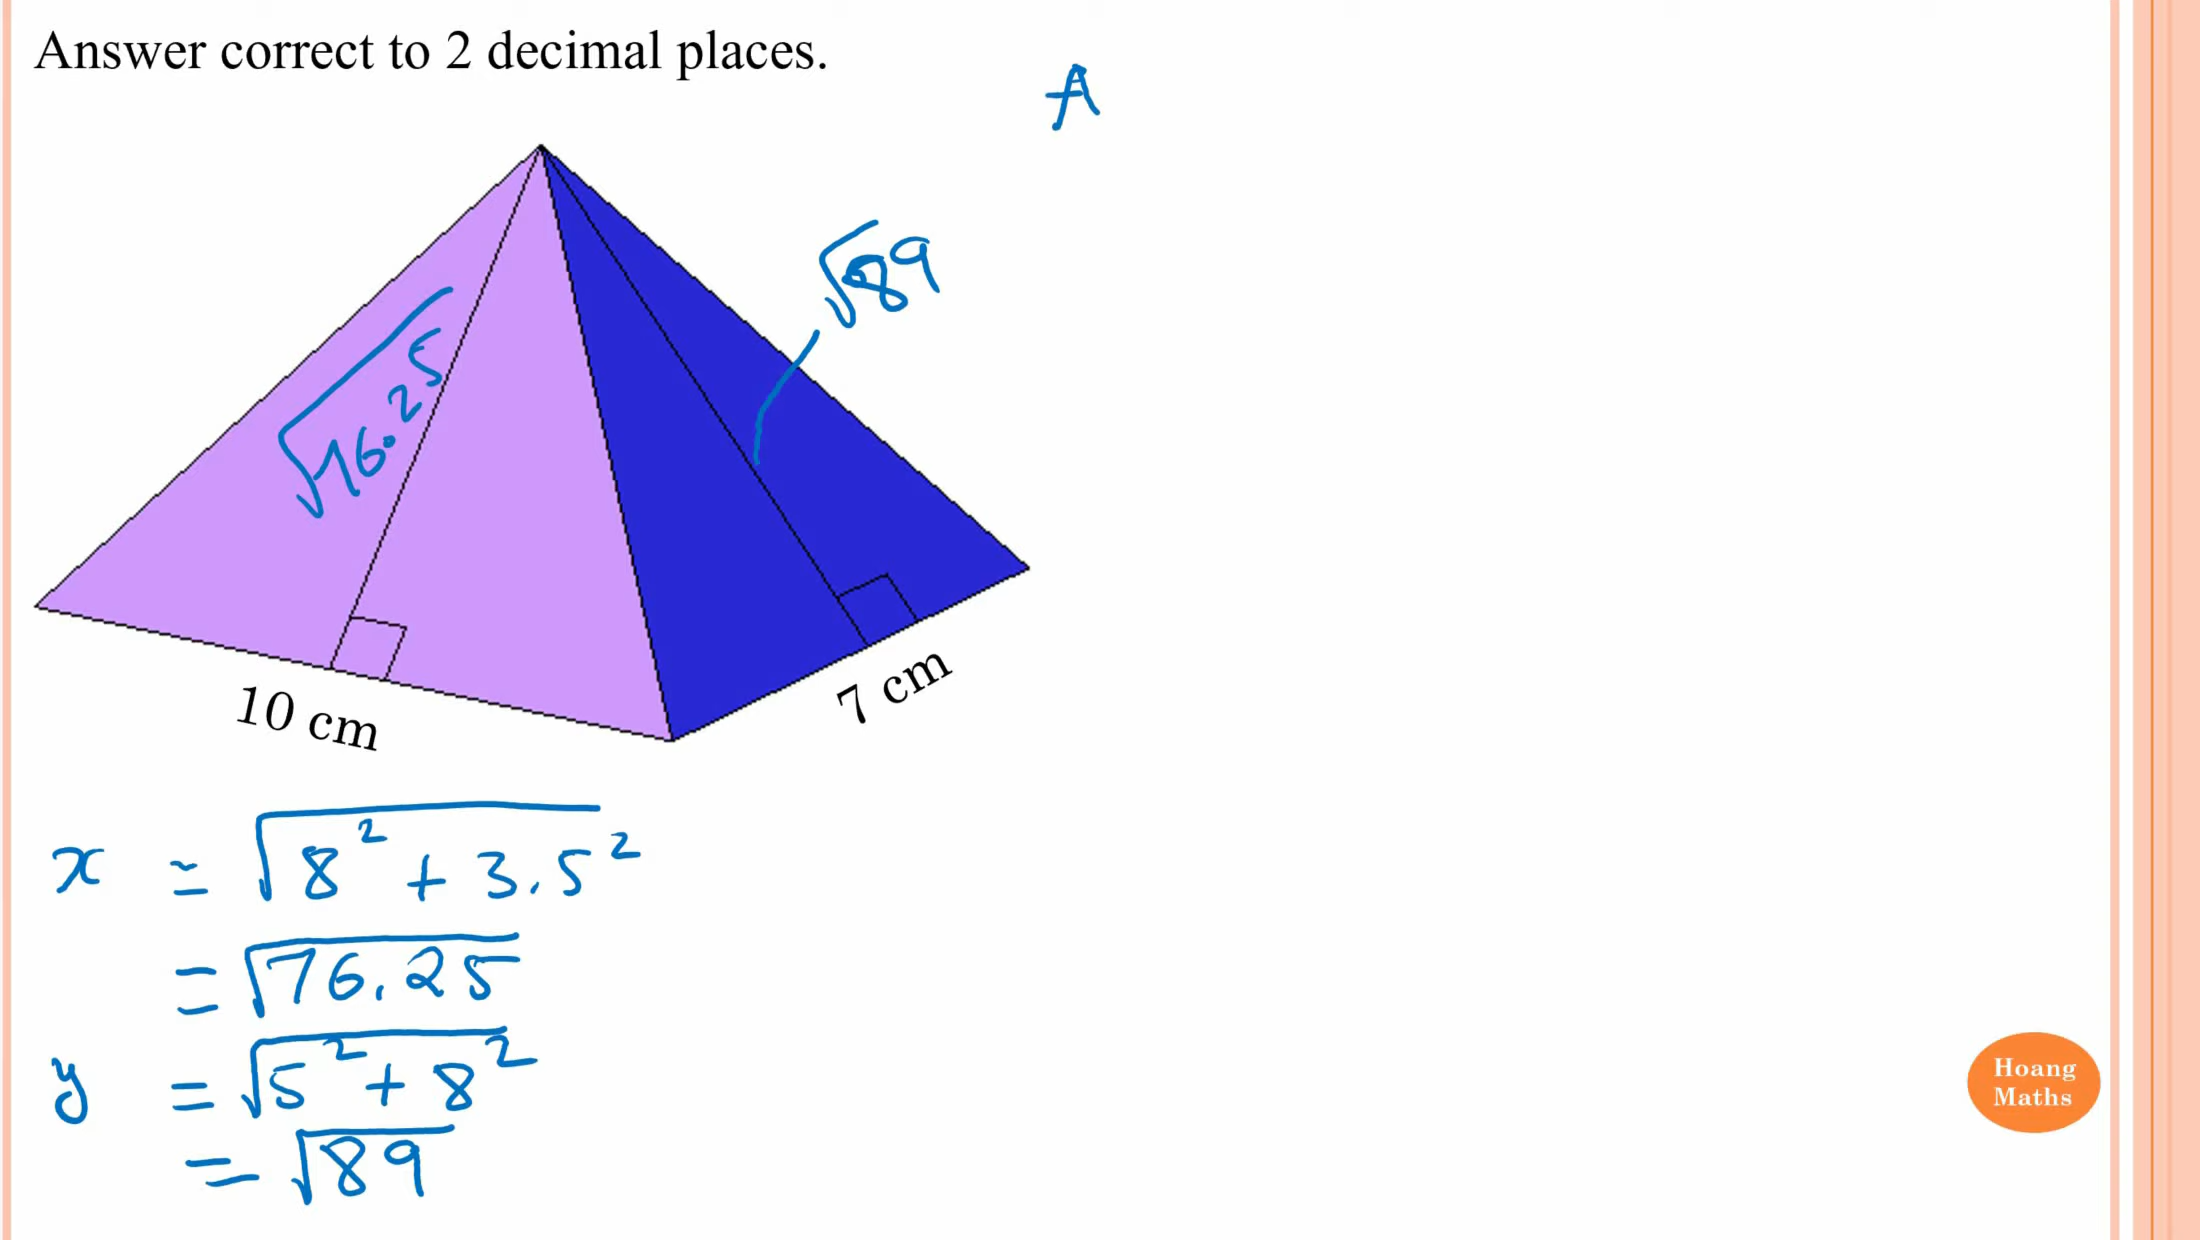 Answer correct to 2 decimal places.
A
√89
√76.25
10 cm
7 cm
x = √8² + 3.5²
= √76.25
y = √5² + 8²
= √89
Hoang
Maths